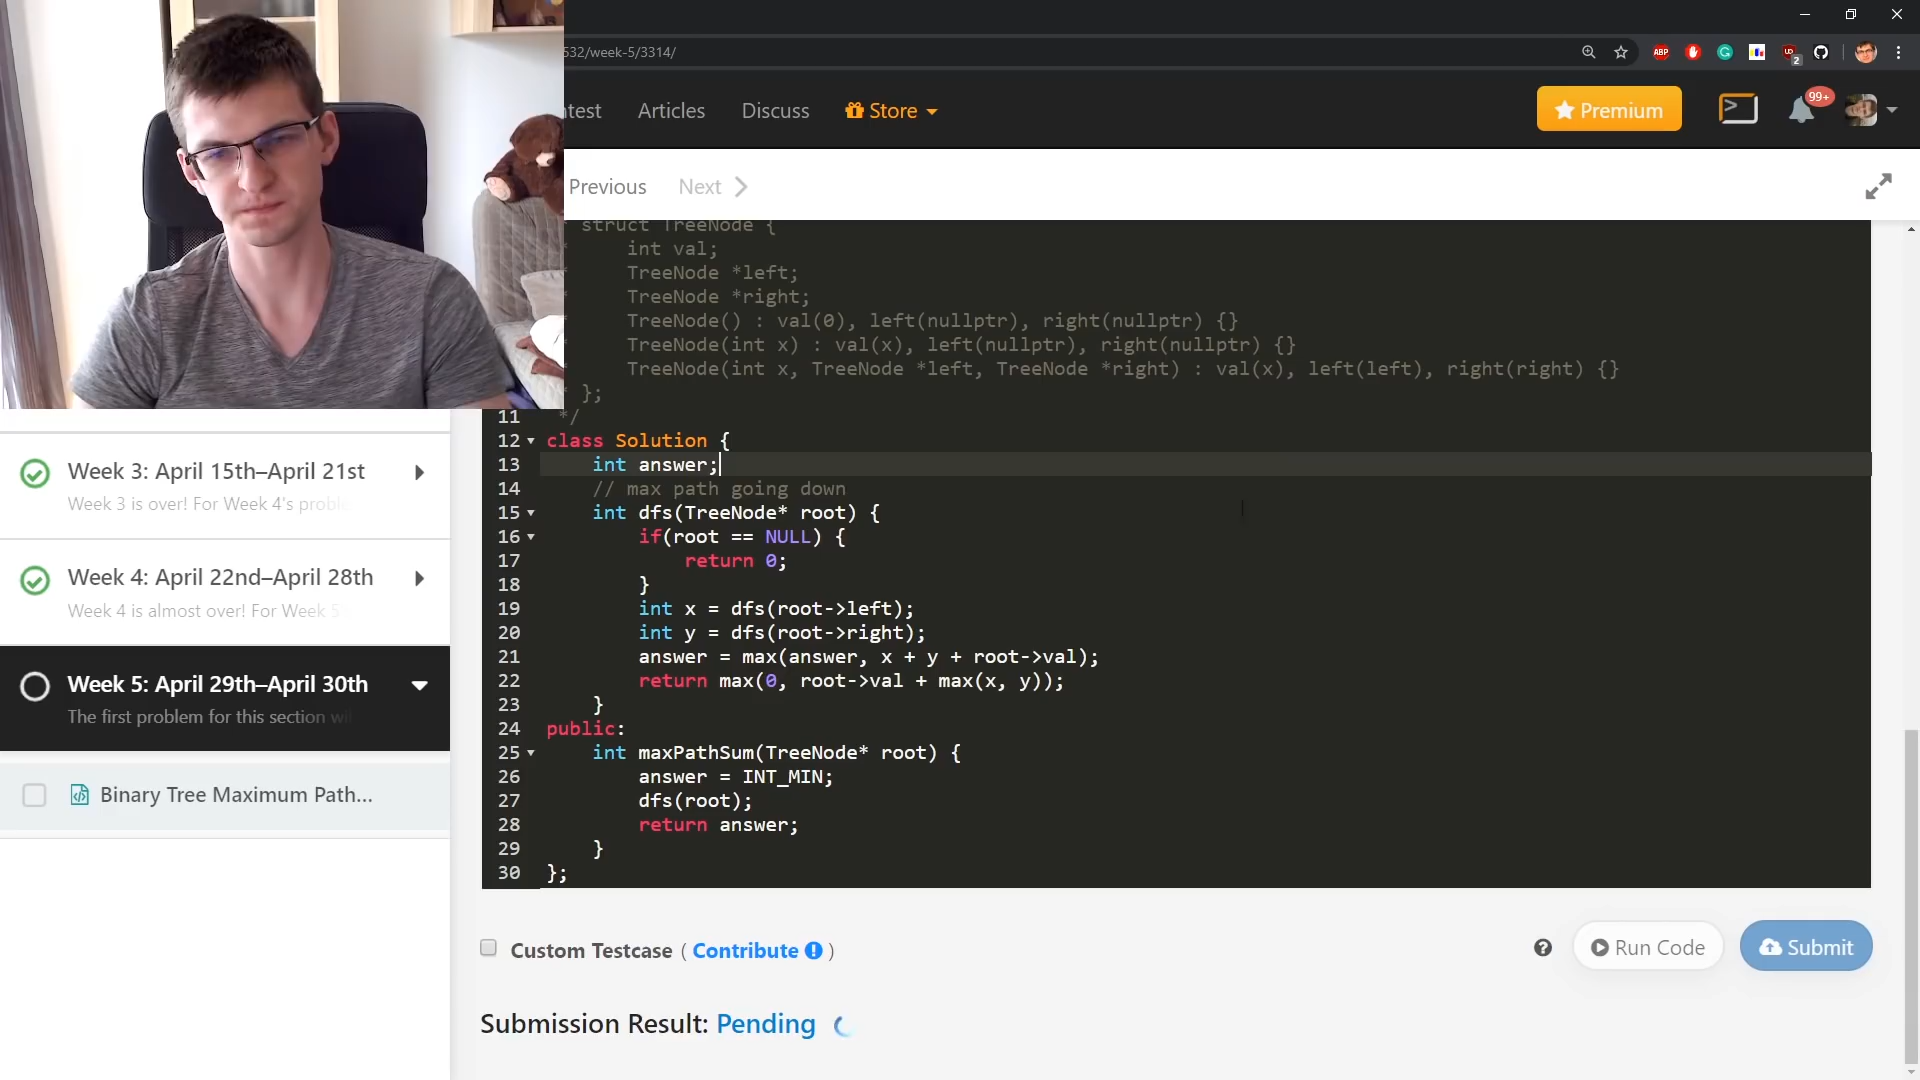 532/week-5/3314/
ABP
UD
2
ntest Articles Discuss Store Premium 99+
Previous Next
struct TreeNode {
int val;
TreeNode *left;
TreeNode *right;
TreeNode() : val(0), left(nullptr), right(nullptr) {}
TreeNode(int x) : val(x), left(nullptr), right(nullptr) {}
TreeNode(int x, TreeNode *left, TreeNode *right) : val(x), left(left), right(right) {}
};
11 */
12 class Solution {
13 int answer;
14 // max path going down
15 int dfs(TreeNode* root) {
16 if(root == NULL) {
17 return 0;
18 }
19 int x = dfs(root->left);
20 int y = dfs(root->right);
21 answer = max(answer, x + y + root->val);
22 return max(0, root->val + max(x, y));
23 }
24 public:
25 int maxPathSum(TreeNode* root) {
26 answer = INT_MIN;
27 dfs(root);
28 return answer;
29 }
30 };
Week 3: April 15th–April 21st
Week 3 is over! For Week 4's proble
Week 4: April 22nd–April 28th
Week 4 is almost over! For Week 5'
Week 5: April 29th–April 30th
The first problem for this section wil
Binary Tree Maximum Path...
Custom Testcase ( Contribute )
Run Code
Submit
Submission Result: Pending